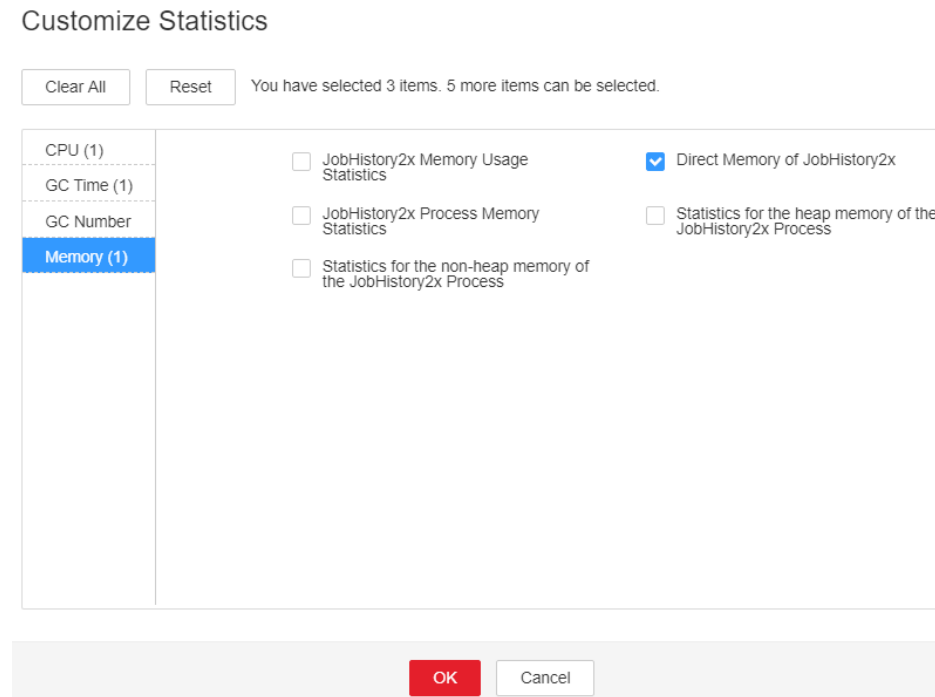 Customize Statistics
Clear All
Reset
You have selected 3 items. 5 more items can be selected.
CPU (1)
GC Time (1)
GC Number
Memory (1)
JobHistory2x Memory Usage
Statistics
Direct Memory of JobHistory2x
JobHistory2x Process Memory
Statistics
Statistics for the heap memory of the
JobHistory2x Process
Statistics for the non-heap memory of
the JobHistory2x Process
OK
Cancel